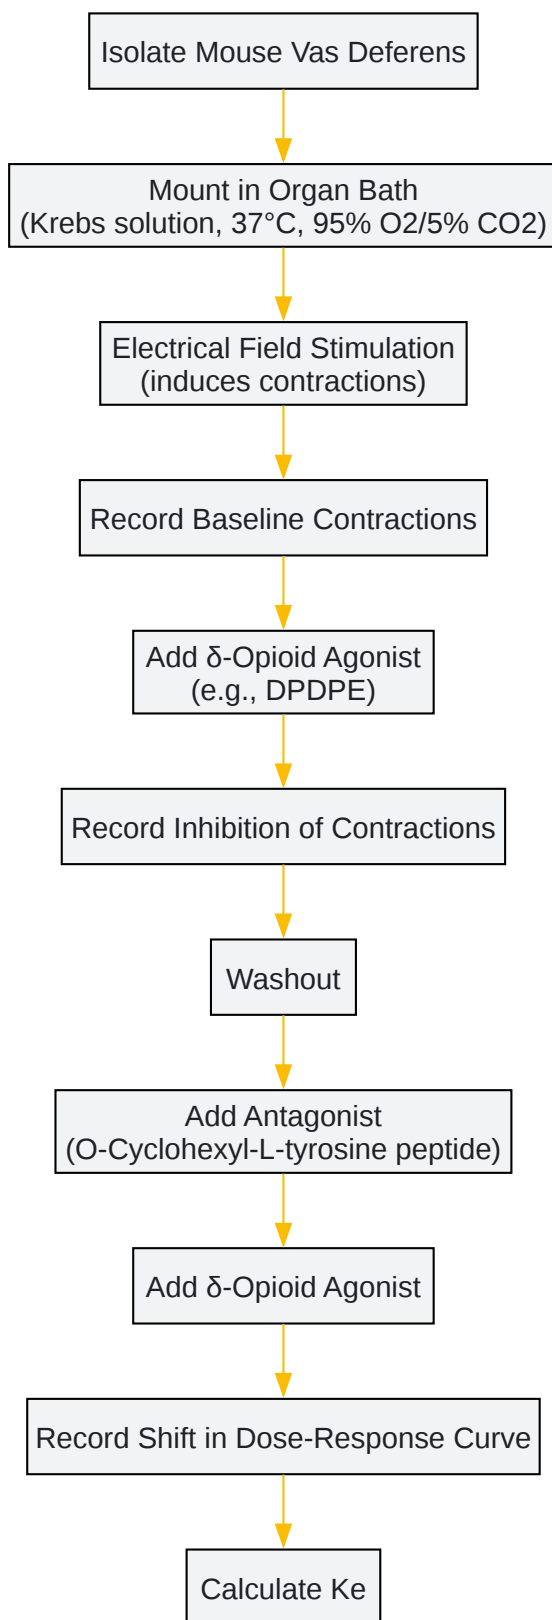 Isolate Mouse Vas Deferens
Mount in Organ Bath
(Krebs solution, 37°C, 95% O2/5% CO2)
Electrical Field Stimulation
(induces contractions)
Record Baseline Contractions
Add δ-Opioid Agonist
(e.g., DPDPE)
Record Inhibition of Contractions
Washout
Add Antagonist
(O-Cyclohexyl-L-tyrosine peptide)
Add δ-Opioid Agonist
Record Shift in Dose-Response Curve
Calculate Ke